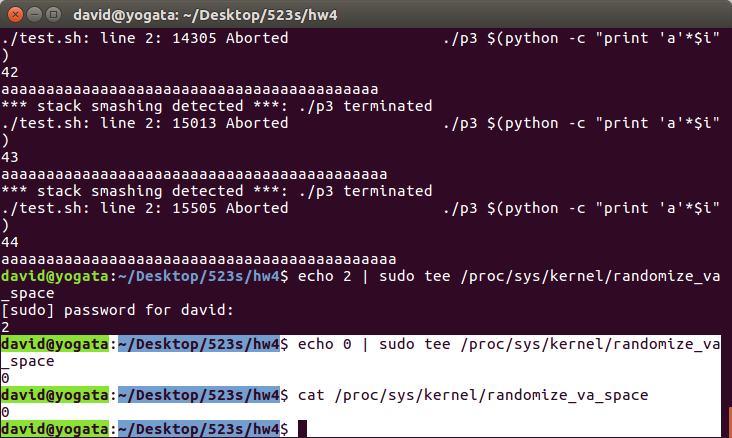 david@yogata: ~/Desktop/523s/hw4
./test.sh: line 2: 14305 Aborted                 ./p3 $(python -c "print 'a'*$i"
)
42
aaaaaaaaaaaaaaaaaaaaaaaaaaaaaaaaaaaaaaaaaa
*** stack smashing detected ***: ./p3 terminated
./test.sh: line 2: 15013 Aborted                 ./p3 $(python -c "print 'a'*$i"
)
43
aaaaaaaaaaaaaaaaaaaaaaaaaaaaaaaaaaaaaaaaaaa
*** stack smashing detected ***: ./p3 terminated
./test.sh: line 2: 15505 Aborted                 ./p3 $(python -c "print 'a'*$i"
)
44
aaaaaaaaaaaaaaaaaaaaaaaaaaaaaaaaaaaaaaaaaaaa
david@yogata:~/Desktop/523s/hw4$ echo 2 | sudo tee /proc/sys/kernel/randomize_va
_space
[sudo] password for david:
2
david@yogata:~/Desktop/523s/hw4$ echo 0 | sudo tee /proc/sys/kernel/randomize_va
_space
0
david@yogata:~/Desktop/523s/hw4$ cat /proc/sys/kernel/randomize_va_space
0
david@yogata:~/Desktop/523s/hw4$